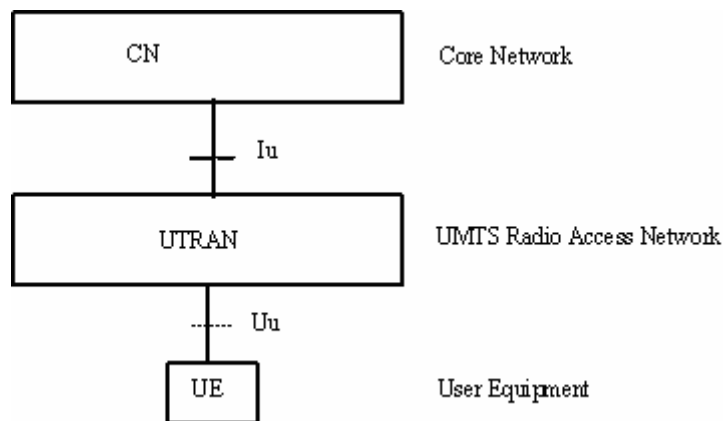 CN Core Network
Iu
UTRAN UMTS Radio Access Network
Uu
UE User Equipment